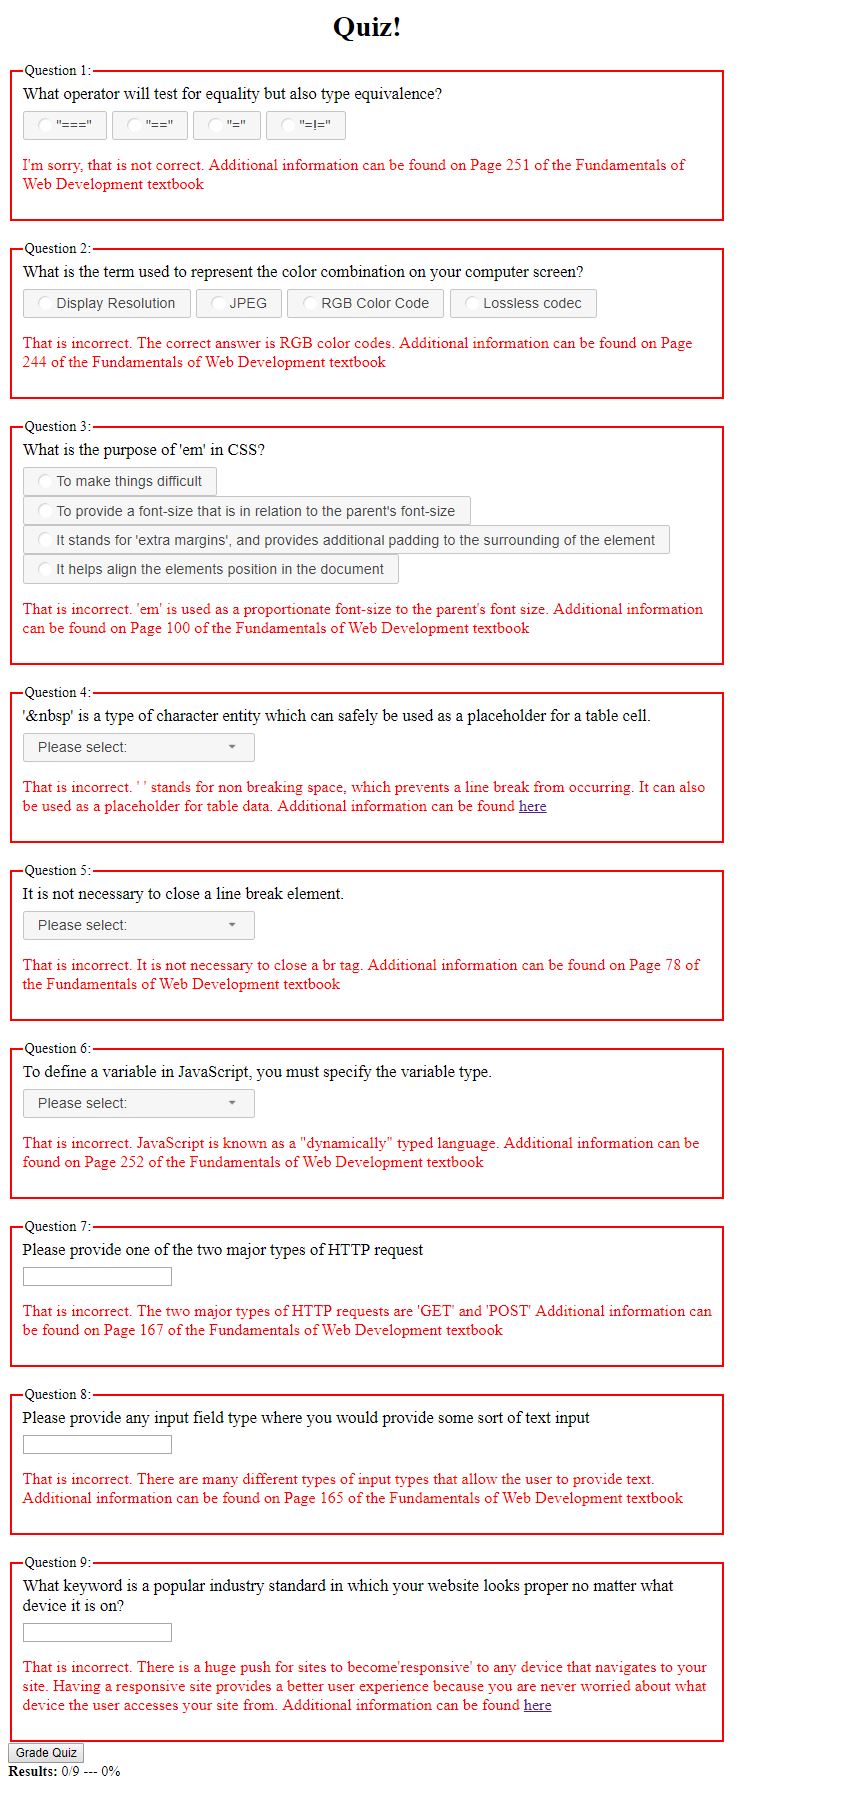 Quiz!
Question 1:
What operator will test for equality but also type equivalence?
"===" "==" "=" "=!="
I'm sorry, that is not correct. Additional information can be found on Page 251 of the Fundamentals of
Web Development textbook
Question 2:
What is the term used to represent the color combination on your computer screen?
Display Resolution JPEG RGB Color Code Lossless codec
That is incorrect. The correct answer is RGB color codes. Additional information can be found on Page
244 of the Fundamentals of Web Development textbook
Question 3:
What is the purpose of 'em' in CSS?
To make things difficult
To provide a font-size that is in relation to the parent's font-size
It stands for 'extra margins', and provides additional padding to the surrounding of the element
It helps align the elements position in the document
That is incorrect. 'em' is used as a proportionate font-size to the parent's font size. Additional information
can be found on Page 100 of the Fundamentals of Web Development textbook
Question 4:
'&nbsp' is a type of character entity which can safely be used as a placeholder for a table cell.
Please select:
That is incorrect. ' ' stands for non breaking space, which prevents a line break from occurring. It can also
be used as a placeholder for table data. Additional information can be found here
Question 5:
It is not necessary to close a line break element.
Please select:
That is incorrect. It is not necessary to close a br tag. Additional information can be found on Page 78 of
the Fundamentals of Web Development textbook
Question 6:
To define a variable in JavaScript, you must specify the variable type.
Please select:
That is incorrect. JavaScript is known as a "dynamically" typed language. Additional information can be
found on Page 252 of the Fundamentals of Web Development textbook
Question 7:
Please provide one of the two major types of HTTP request
That is incorrect. The two major types of HTTP requests are 'GET' and 'POST' Additional information can
be found on Page 167 of the Fundamentals of Web Development textbook
Question 8:
Please provide any input field type where you would provide some sort of text input
That is incorrect. There are many different types of input types that allow the user to provide text.
Additional information can be found on Page 165 of the Fundamentals of Web Development textbook
Question 9:
What keyword is a popular industry standard in which your website looks proper no matter what
device it is on?
That is incorrect. There is a huge push for sites to become'responsive' to any device that navigates to your
site. Having a responsive site provides a better user experience because you are never worried about what
device the user accesses your site from. Additional information can be found here
Grade Quiz
Results: 0/9 --- 0%